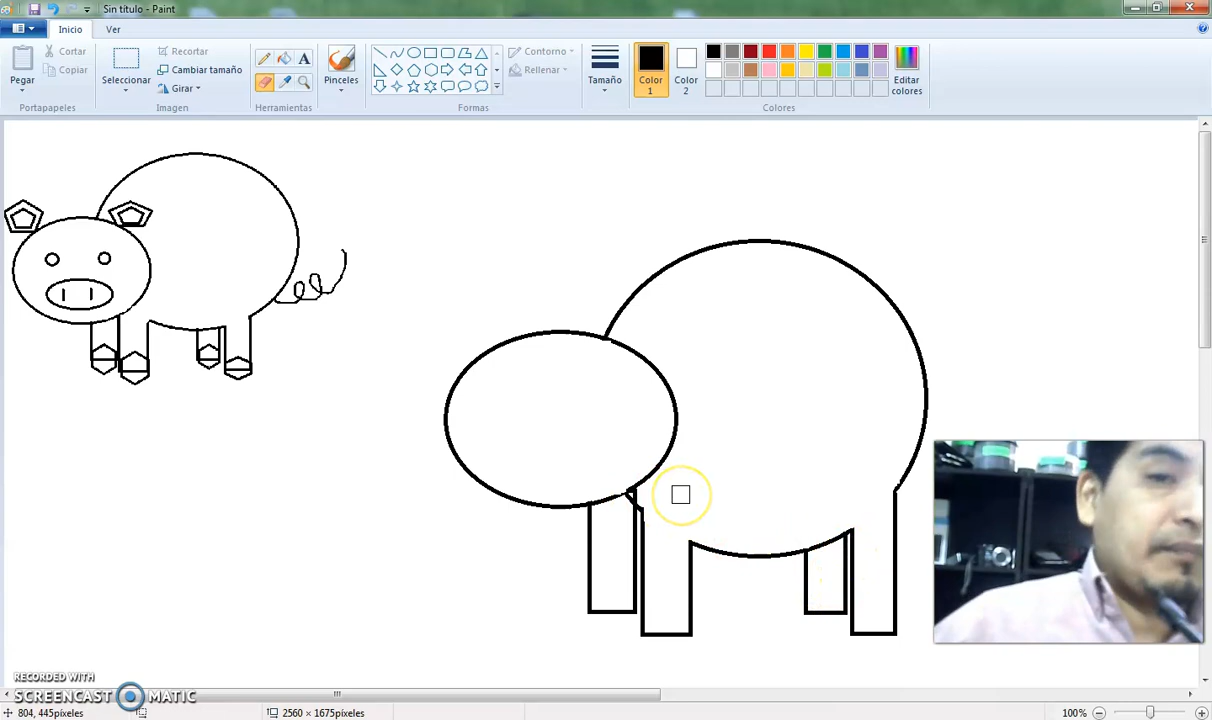 Sin título - Paint
Inicio
Ver
Pegar
Cortar
Copiar
Portapapeles
Seleccionar
Recortar
Cambiar tamaño
Girar
Imagen
A
Herramientas
Pinceles
Contorno
Rellenar
Formas
Tamaño
Color
1
Color
2
Editar
colores
Colores
RECORDED WITH
SCREENCAST MATIC
804, 445píxeles
2560 × 1675píxeles
100%